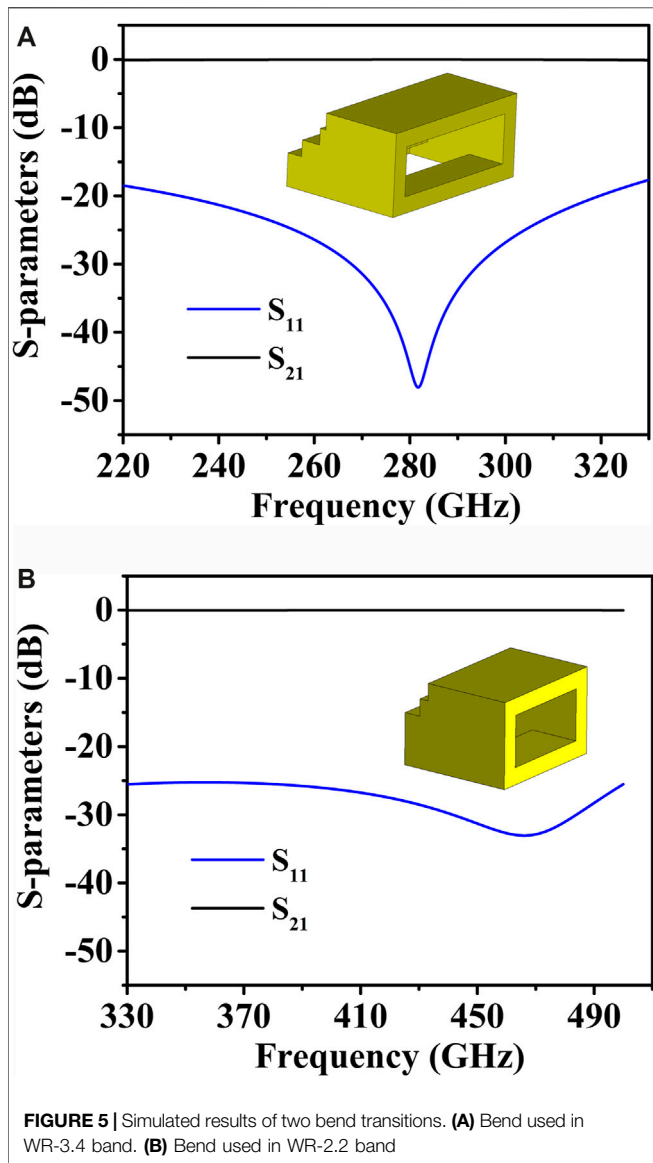 A
S-parameters (dB)
0
-10
-20
-30
-40
-50
S11
S21
220 240 260 280 300 320
Frequency (GHz)
B
S-parameters (dB)
0
-10
-20
-30
-40
-50
S11
S21
330 370 410 450 490
Frequency (GHz)
FIGURE 5 | Simulated results of two bend transitions. (A) Bend used in
WR-3.4 band. (B) Bend used in WR-2.2 band